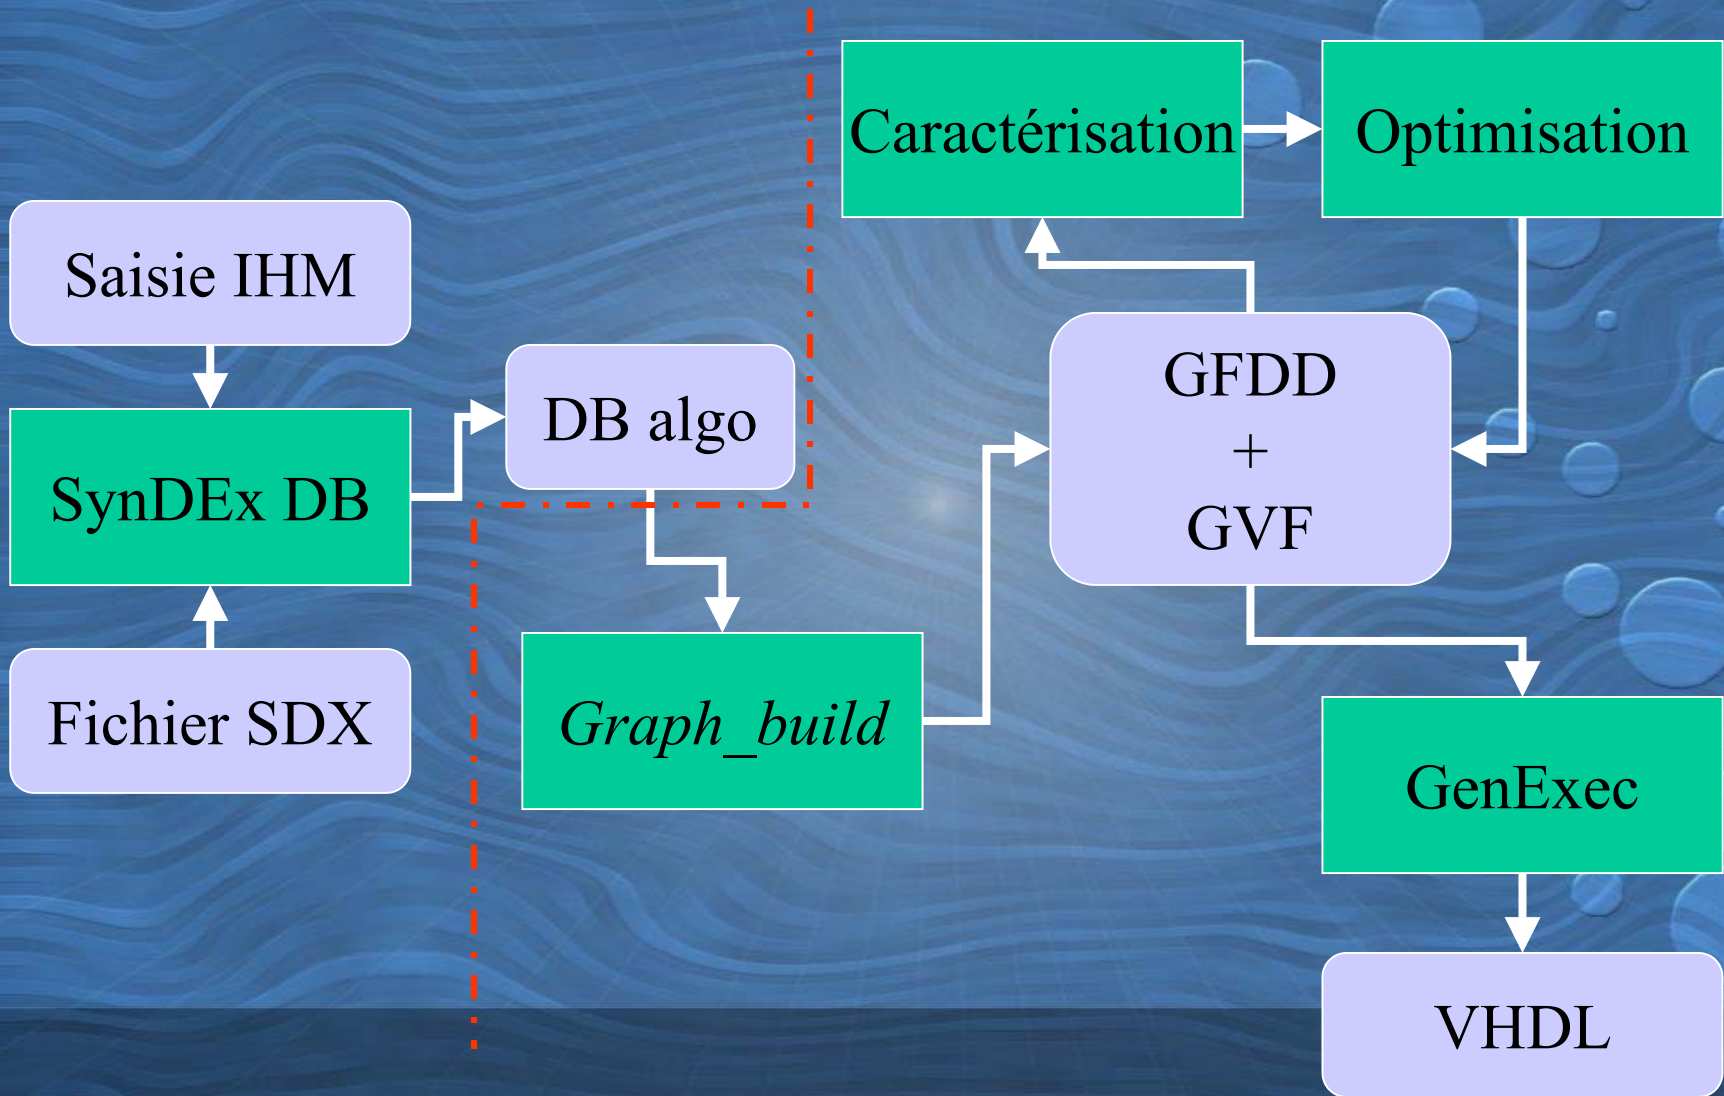 Caractérisation
Optimisation
Saisie IHM
GFDD
+
GVF
DB algo
SynDEx DB
Fichier SDX
Graph_build
GenExec
VHDL